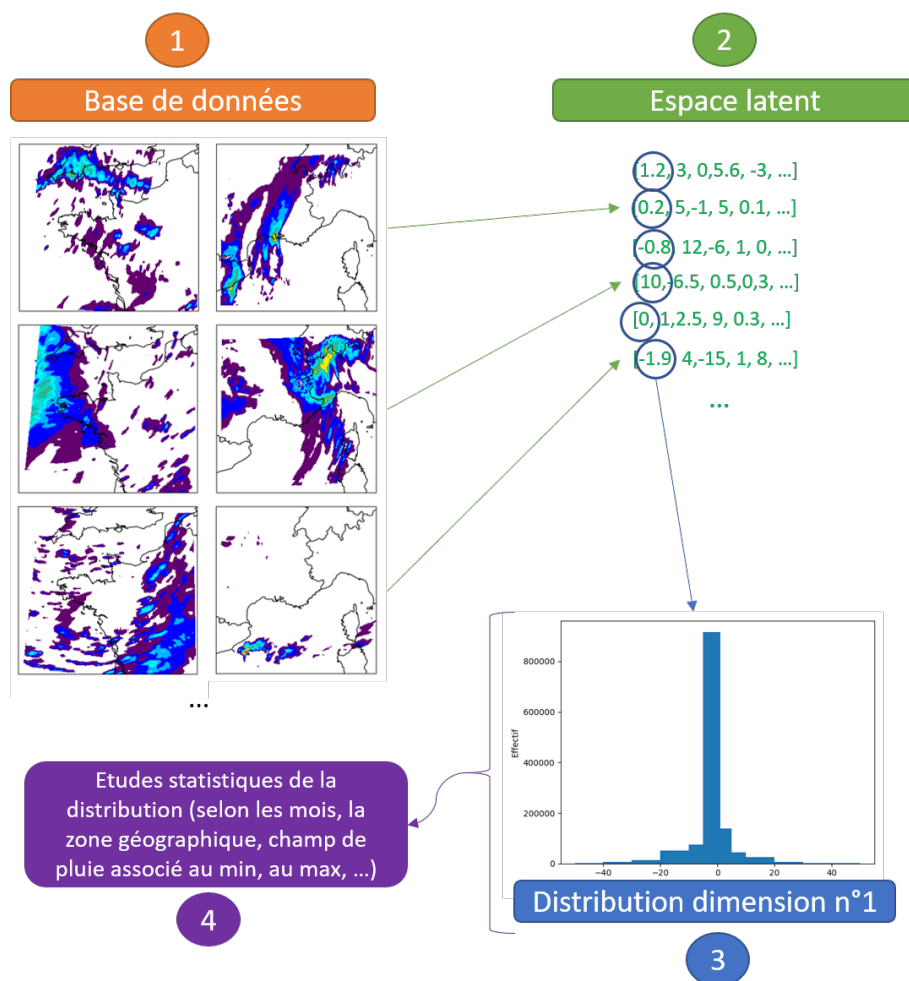 1
Base de données
2
Espace latent
[1.2, 3, 0,5.6, -3, ...]
[0.2, 5,-1, 5, 0.1, ...]
[-0.8, 12,-6, 1, 0, ...]
[10,-6.5, 0.5,0,3, ...]
[0, 1,2.5, 9, 0.3, ...]
[-1.9, 4,-15, 1, 8, ...]
...
...
Etudes statistiques de la
distribution (selon les mois, la
zone géographique, champ de
pluie associé au min, au max, ...)
4
Effectif
800000
600000
400000
200000
0
−40
−20
0
20
40
Distribution dimension n°1
3